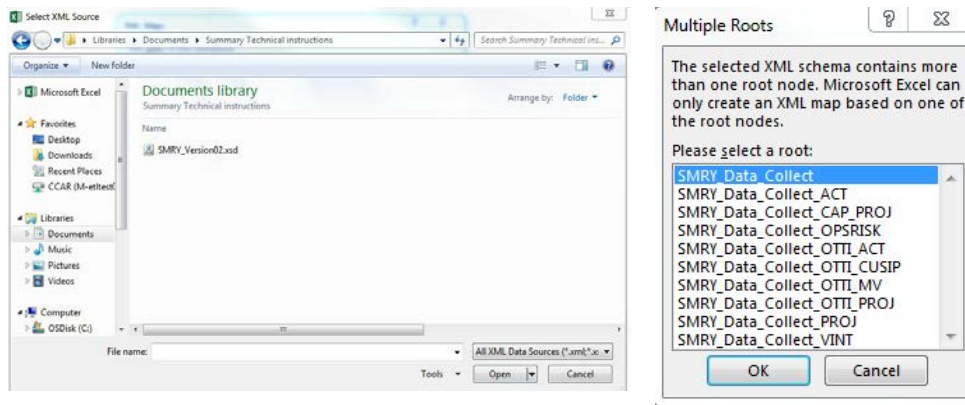 Select XML Source
Libraries ▸ Documents ▸ Summary Technical instructions
Search Summary Technical ins...
Organize ▾ New folder
Microsoft Excel
Favorites
Desktop
Downloads
Recent Places
CCAR (M-etltest(
Libraries
Documents
Music
Pictures
Videos
Computer
OSDisk (C:)
Documents library
Summary Technical instructions
Arrange by: Folder ▾
Name
SMRY_Version02.xsd
File name:
All XML Data Sources (*.xml;*.x
Tools
Open
Cancel
Multiple Roots
The selected XML schema contains more
than one root node. Microsoft Excel can
only create an XML map based on one of
the root nodes.
Please select a root:
SMRY_Data_Collect
SMRY_Data_Collect_ACT
SMRY_Data_Collect_CAP_PROJ
SMRY_Data_Collect_OPSRISK
SMRY_Data_Collect_OTTI_ACT
SMRY_Data_Collect_OTTI_CUSIP
SMRY_Data_Collect_OTTI_MV
SMRY_Data_Collect_OTTI_PROJ
SMRY_Data_Collect_PROJ
SMRY_Data_Collect_VINT
OK
Cancel